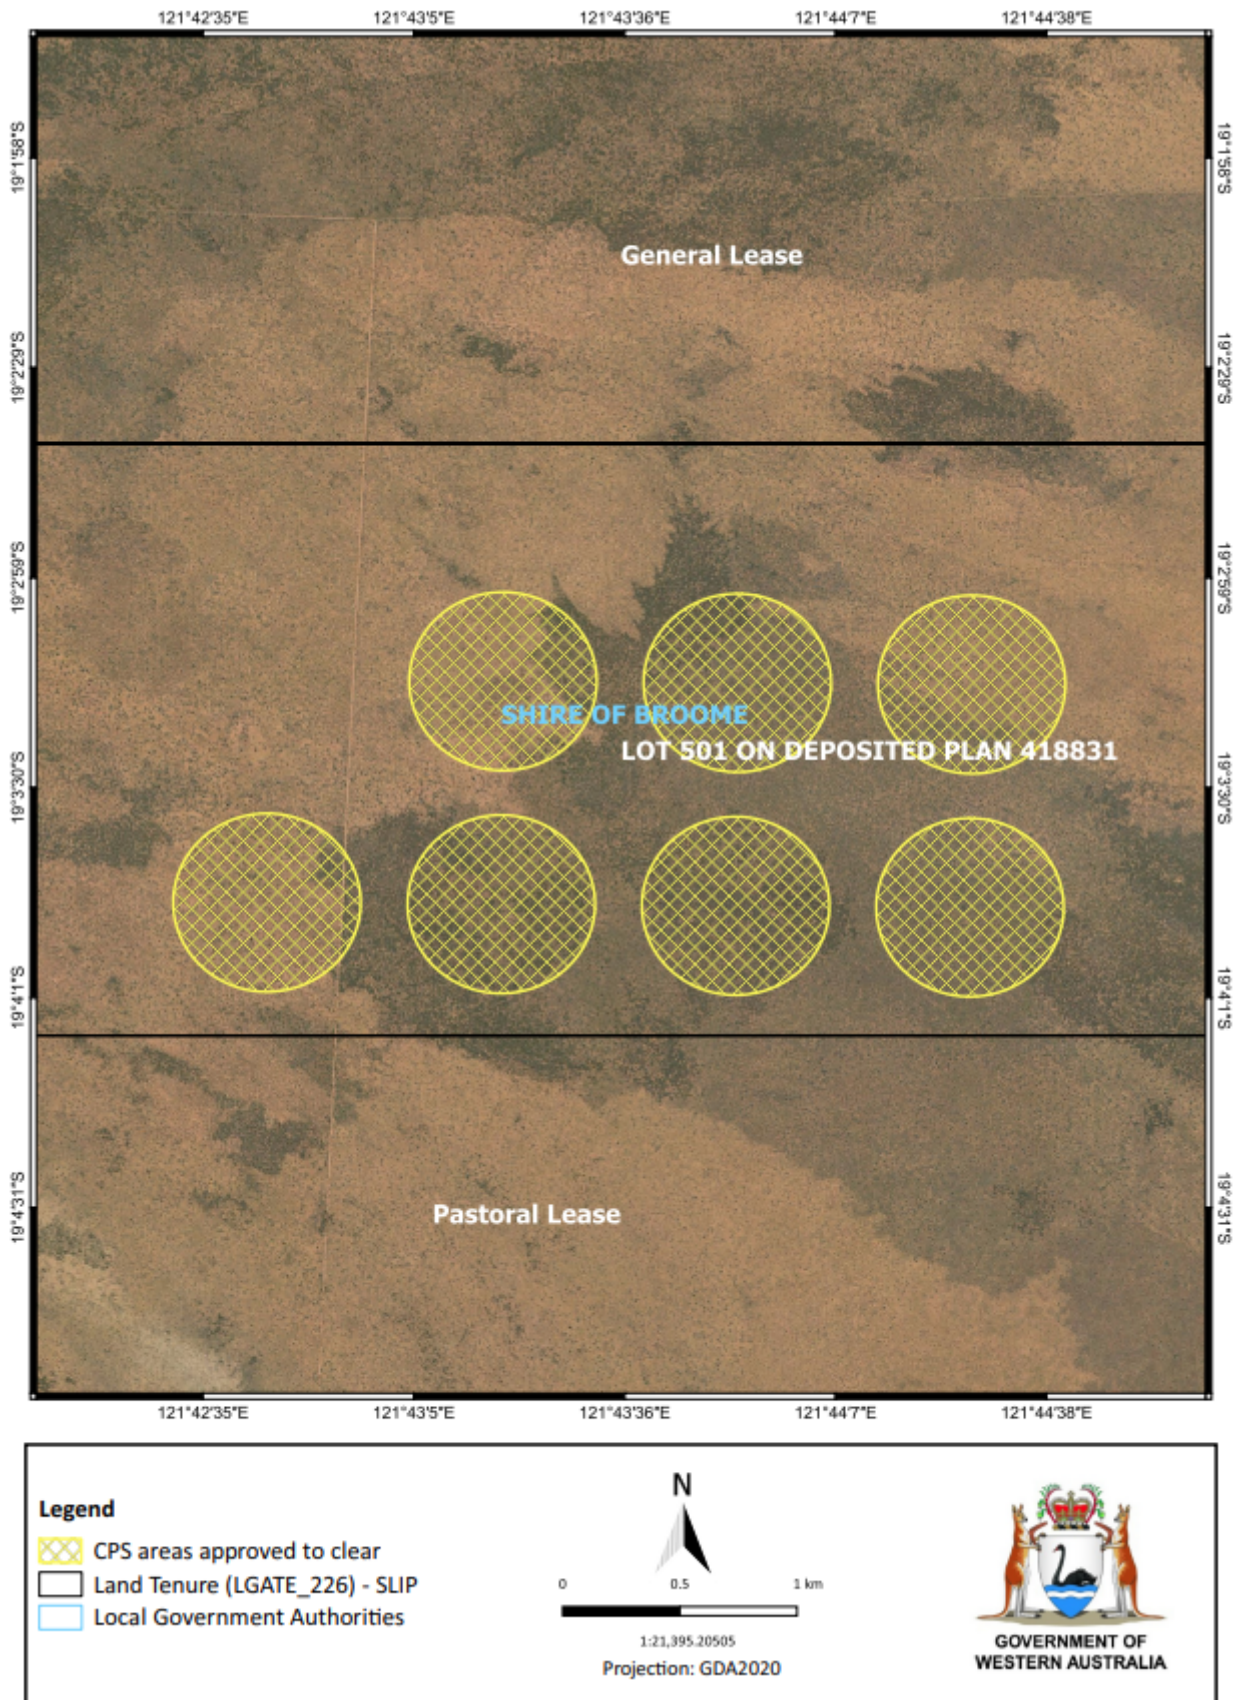 121°42'35"E 121°43'5"E 121°43'36"E 121°44'7"E 121°44'38"E
19°1'58"S 19°1'58"S
General Lease
19°2'29"S 19°2'29"S
19°2'59"S 19°2'59"S
SHIRE OF BROOME
LOT 501 ON DEPOSITED PLAN 418831
19°3'30"S 19°3'30"S
19°4'1"S 19°4'1"S
Pastoral Lease
19°4'31"S 19°4'31"S
121°42'35"E 121°43'5"E 121°43'36"E 121°44'7"E 121°44'38"E
Legend
CPS areas approved to clear
Land Tenure (LGATE_226) - SLIP
Local Government Authorities
N
0 0.5 1 km
1:21,395.20505
Projection: GDA2020
GOVERNMENT OF
WESTERN AUSTRALIA